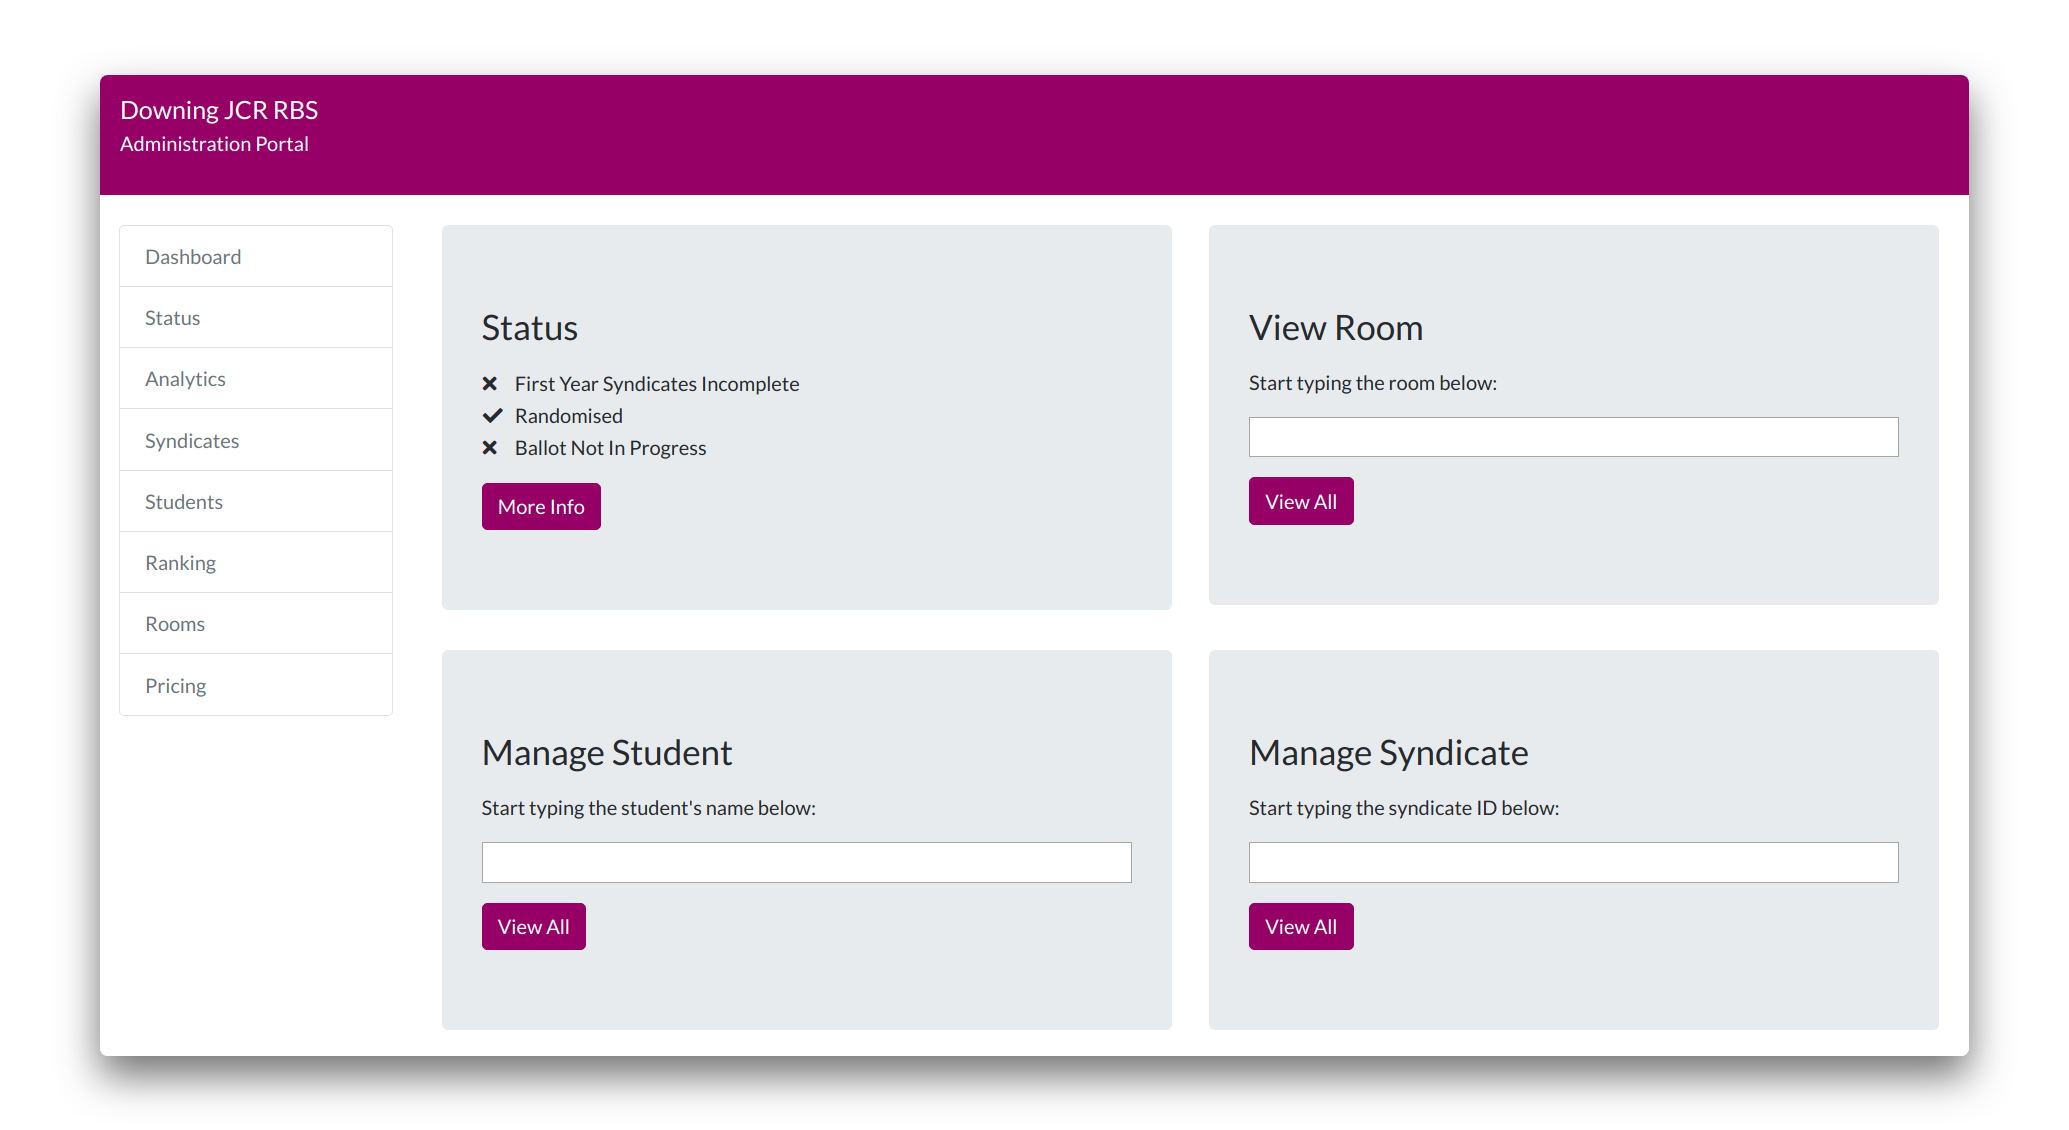 Downing JCR RBS
Administration Portal
Dashboard
Status
Analytics
Syndicates
Students
Ranking
Rooms
Pricing
Status
First Year Syndicates Incomplete
Randomised
Ballot Not In Progress
More Info
View Room
Start typing the room below:
View All
Manage Student
Start typing the student's name below:
View All
Manage Syndicate
Start typing the syndicate ID below:
View All